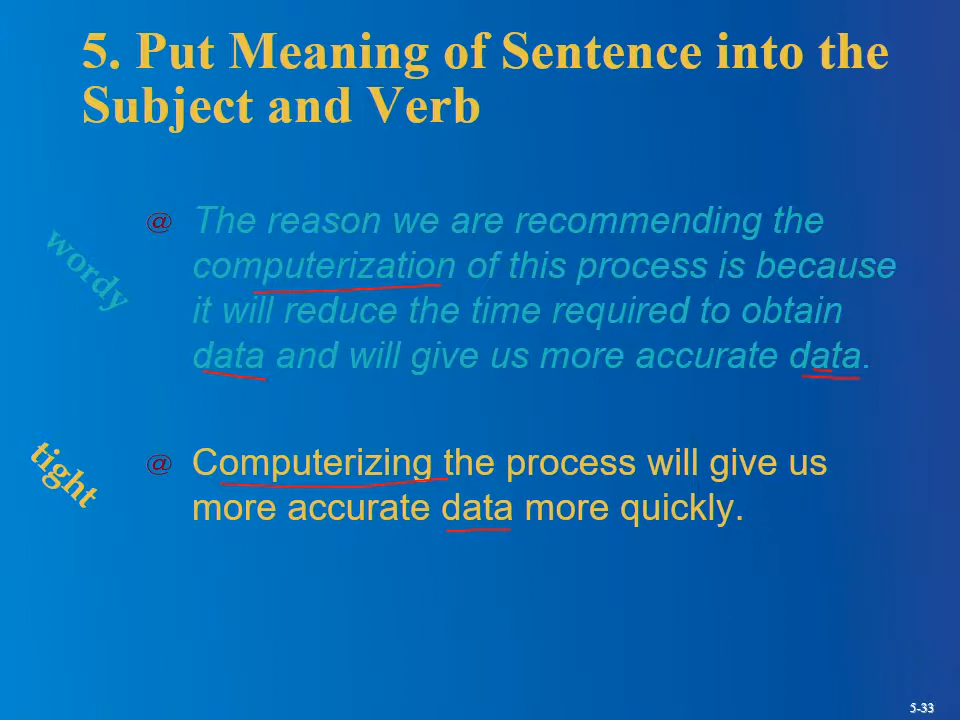 5. Put Meaning of Sentence into the
Subject and Verb
wordy
@ The reason we are recommending the
computerization of this process is because
it will reduce the time required to obtain
data and will give us more accurate data.
tight
@ Computerizing the process will give us
more accurate data more quickly.
5-33